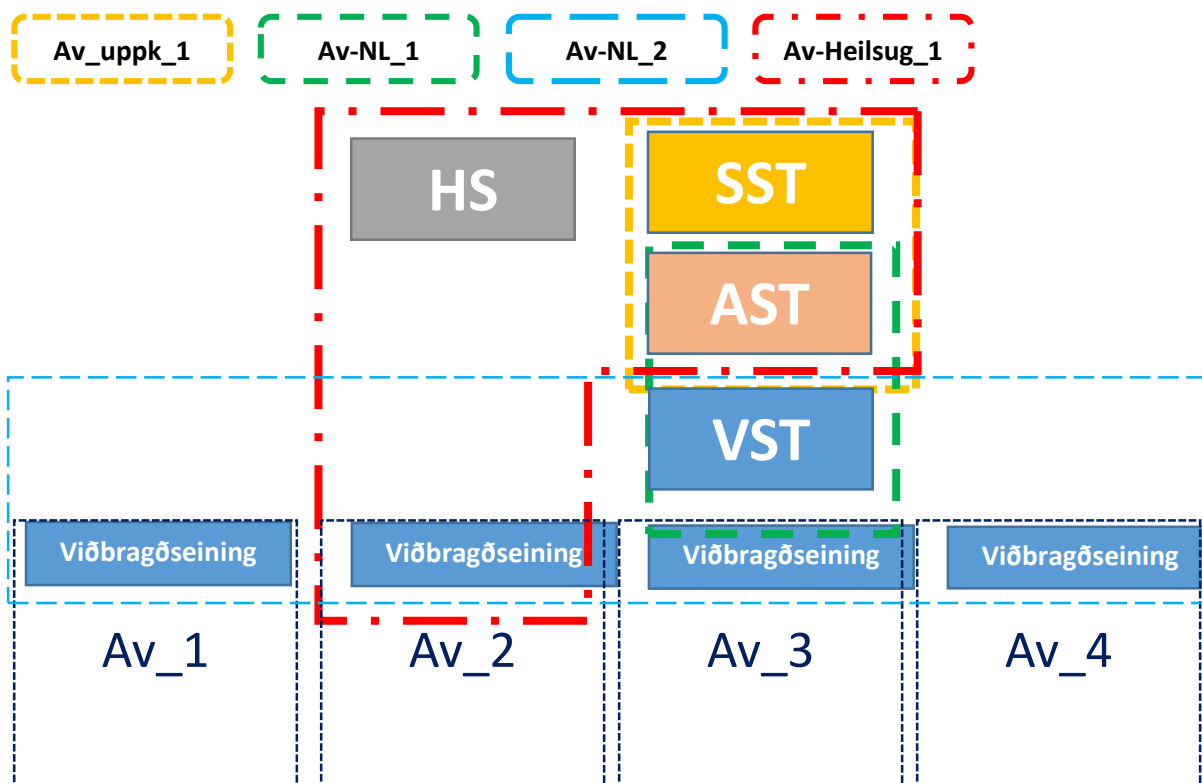 Av_uppk_1
Av-NL_1
Av-NL_2
Av-Heilsug_1
HS
SST
AST
VST
Viðbragðseining
Viðbragðseining
Viðbragðseining
Viðbragðseining
Av_1
Av_2
Av_3
Av_4